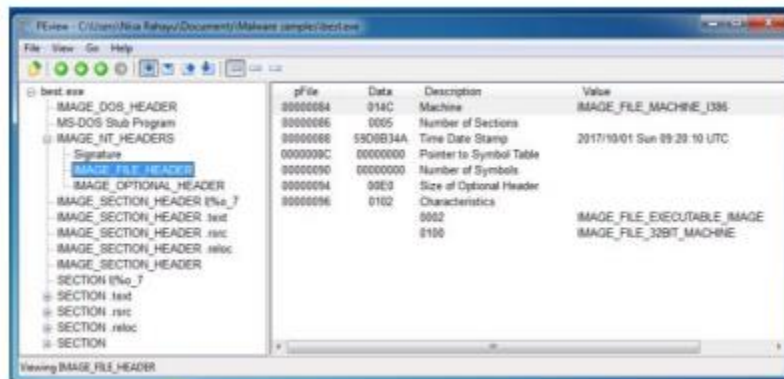 PEview - C:\Users\Nisa Rahayu\Documents\Malware samples\best.exe
File View Go Help
best.exe
IMAGE_DOS_HEADER
MS-DOS Stub Program
IMAGE_NT_HEADERS
Signature
IMAGE_FILE_HEADER
IMAGE_OPTIONAL_HEADER
IMAGE_SECTION_HEADER
IMAGE_SECTION_HEADER .text
IMAGE_SECTION_HEADER .rsrc
IMAGE_SECTION_HEADER .reloc
IMAGE_SECTION_HEADER
SECTION
SECTION .text
SECTION .rsrc
SECTION .reloc
SECTION
pFile Data Description Value
00000084 014C Machine IMAGE_FILE_MACHINE_I386
00000086 0005 Number of Sections
00000088 59D0B34A Time Date Stamp 2017/10/01 Sun 09:20:10 UTC
0000008C 00000000 Pointer to Symbol Table
00000090 00000000 Number of Symbols
00000094 00E0 Size of Optional Header
00000096 0102 Characteristics
0002 IMAGE_FILE_EXECUTABLE_IMAGE
0100 IMAGE_FILE_32BIT_MACHINE
Viewing IMAGE_FILE_HEADER